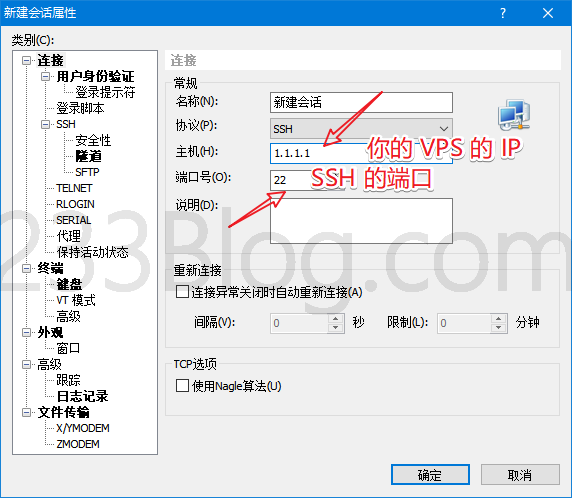 新建会话属性
类别(C):
连接
用户身份验证
登录提示符
登录脚本
SSH
安全性
隧道
SFTP
TELNET
RLOGIN
SERIAL
代理
保持活动状态
终端
键盘
VT 模式
高级
外观
窗口
高级
跟踪
日志记录
文件传输
X/YMODEM
ZMODEM
连接
常规
名称(N): 新建会话
协议(P): SSH
主机(H): 1.1.1.1 你的 VPS 的 IP
端口号(O): 22 SSH 的端口
说明(D):
233Blog.com
重新连接
连接异常关闭时自动重新连接(A)
间隔(V): 0 秒 限制(L): 0 分钟
TCP选项
使用Nagle算法(U)
确定 取消